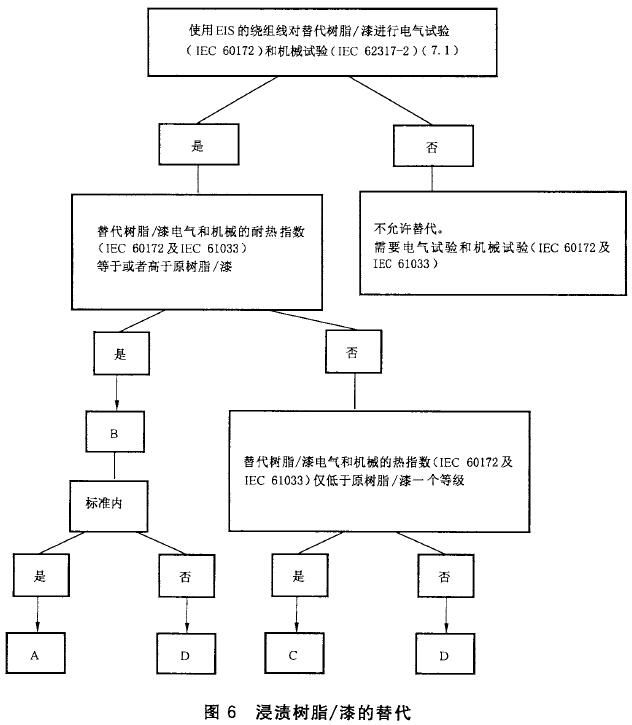 使用EIS的绕组线对替代树脂/漆进行电气试验
(IEC 60172)和机械试验(IEC 62317-2)(7.1)
是
否
替代树脂/漆电气和机械的耐热指数
(IEC 60172及IEC 61033)
等于或者高于原树脂/漆
不允许替代。
需要电气试验和机械试验(IEC 60172及
IEC 61033)
是
否
B
替代树脂/漆电气和机械的热指数(IEC 60172及
IEC 61033)仅低于原树脂/漆一个等级
标准内
是
否
是
否
A
D
C
D
图 6 浸渍树脂/漆的替代